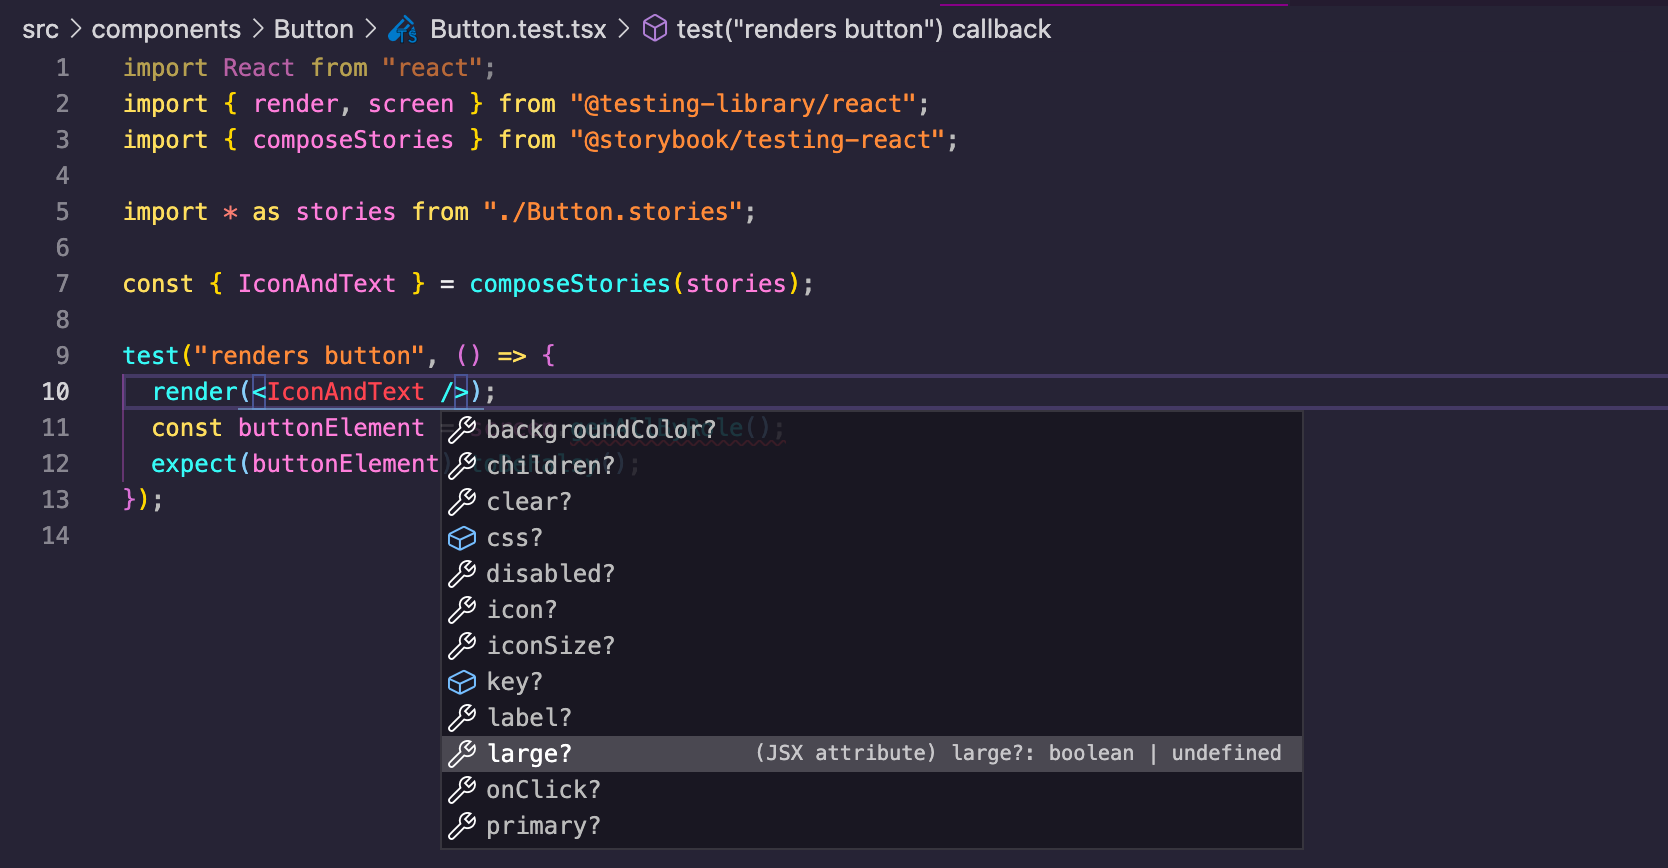 src > components > Button > TS Button.test.tsx > test("renders button") callback
1 import React from "react";
2 import { render, screen } from "@testing-library/react";
3 import { composeStories } from "@storybook/testing-react";
4
5 import * as stories from "./Button.stories";
6
7 const { IconAndText } = composeStories(stories);
8
9 test("renders button", () => {
10 render(<IconAndText />);
11 const buttonElement =
12 expect(buttonElement)
13 });
14
backgroundColor?
children?
clear?
css?
disabled?
icon?
iconSize?
key?
label?
large? (JSX attribute) large?: boolean | undefined
onClick?
primary?